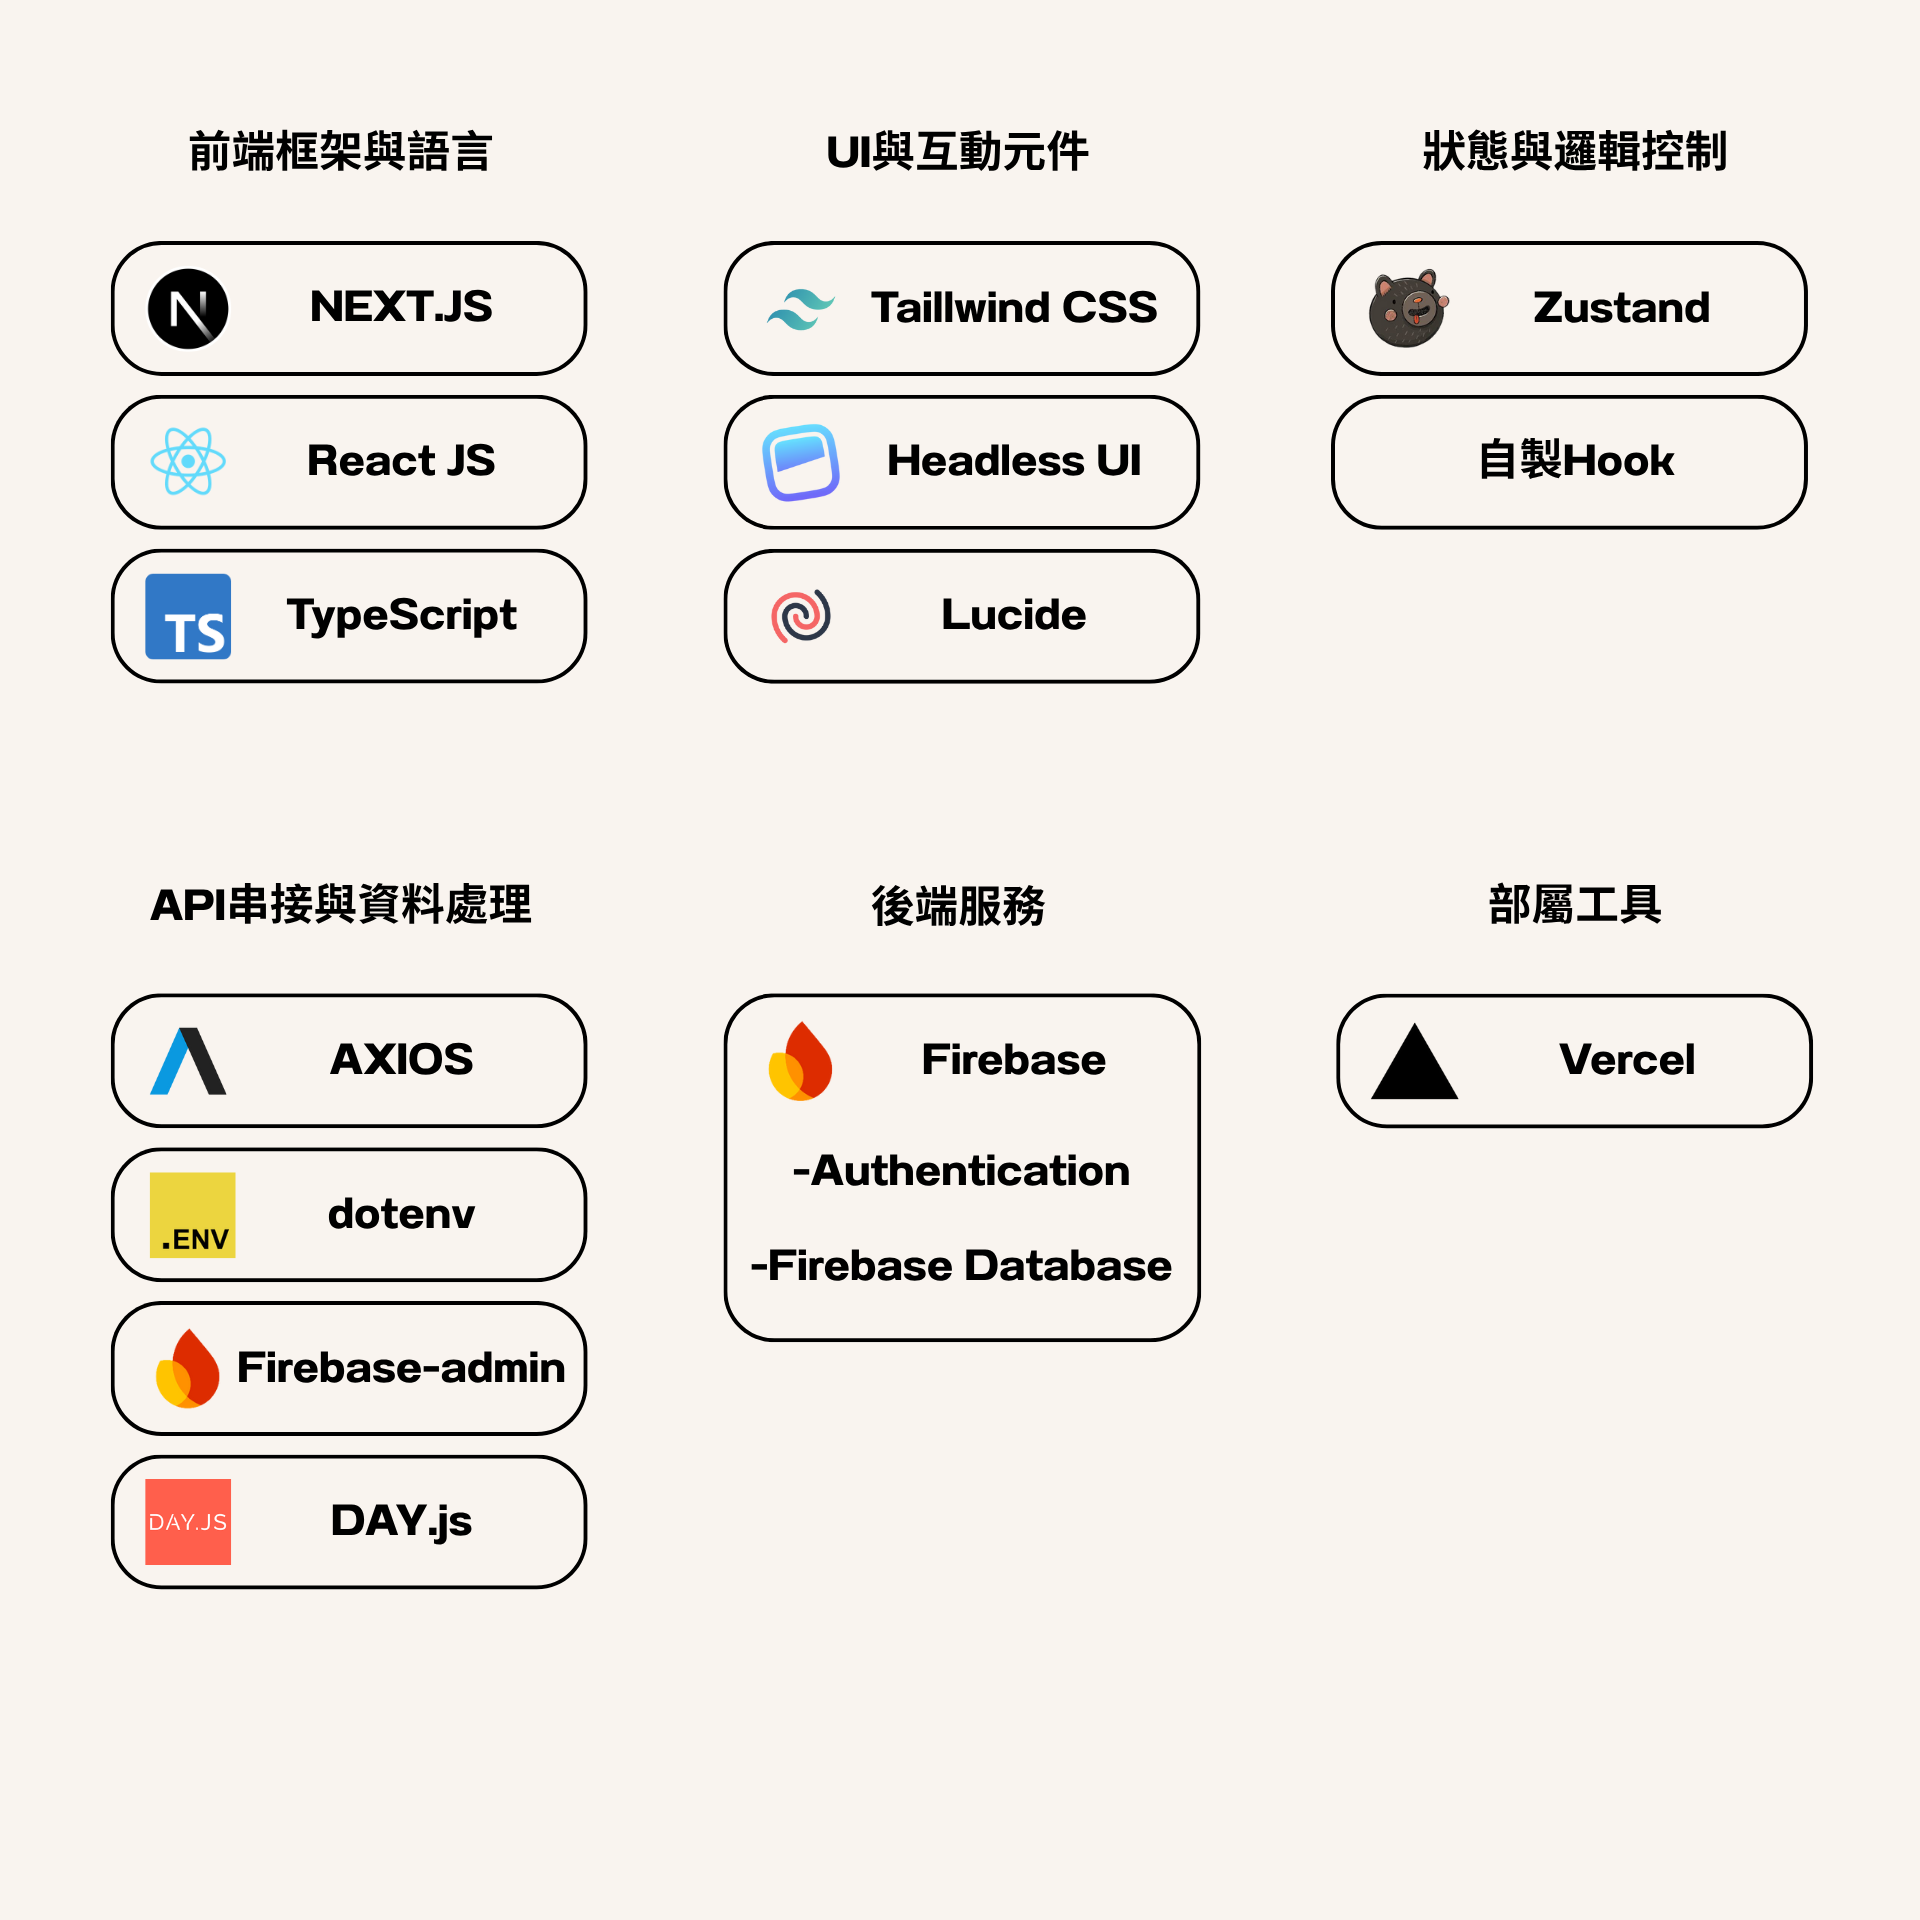 前端框架與語言
NEXT.JS
React JS
TS
TypeScript
UI與互動元件
Taillwind CSS
Headless UI
Lucide
狀態與邏輯控制
Zustand
自製Hook
API串接與資料處理
AXIOS
.ENV
dotenv
Firebase-admin
DAY.JS
DAY.js
後端服務
Firebase
-Authentication
-Firebase Database
部屬工具
Vercel